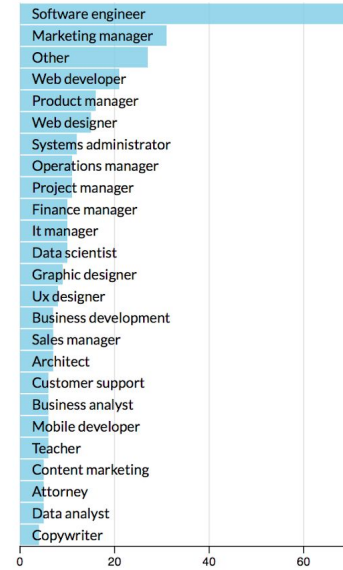 Software engineer
Marketing manager
Other
Web developer
Product manager
Web designer
Systems administrator
Operations manager
Project manager
Finance manager
It manager
Data scientist
Graphic designer
Ux designer
Business development
Sales manager
Architect
Customer support
Business analyst
Mobile developer
Teacher
Content marketing
Attorney
Data analyst
Copywriter
0 20 40 60